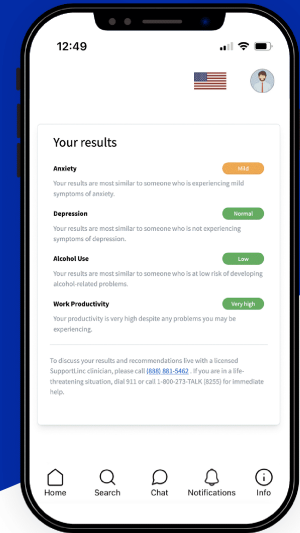 12:49
Your results
Anxiety
Mild
Your results are most similar to someone who is experiencing mild
symptoms of anxiety.
Depression
Normal
Your results are most similar to someone who is not experiencing
symptoms of depression.
Alcohol Use
Low
Your results are most similar to someone who is at low risk of developing
alcohol-related problems.
Work Productivity
Very high
Your productivity is very high despite any problems you may be
experiencing.
To discuss your results and recommendations live with a licensed
SupportLinc clinician, please call (888) 881-5462 . If you are in a life-
threatening situation, dial 911 or call 1-800-273-TALK (8255) for immediate
help.
Home
Search
Chat
Notifications
Info